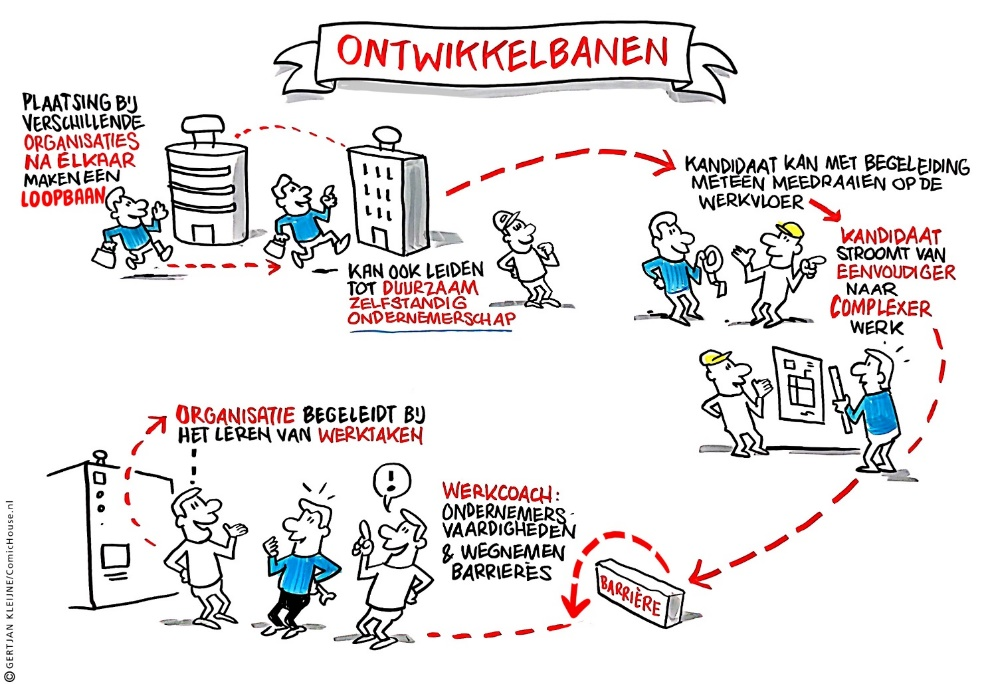 ONTWIKKELBANEN
PLAATSING BIJ
VERSCHILLENDE
ORGANISATIES
NA ELKAAR
MAKEN EEN
LOOPBAAN
KAN OOK LEIDEN
TOT DUURZAAM
ZELFSTANDIG
ONDERNEMERSCHAP
KANDIDAAT KAN MET BEGELEIDING
METEEN MEEDRAAIEN OP DE
WERKVLOER
KANDIDAAT
STROOMT VAN
EENVOUDIGER
NAAR
COMPLEXER
WERK
ORGANISATIE BEGELEIDT BIJ
HET LEREN VAN WERKTAKEN
!
WERKCOACH:
ONDERNEMERS-
VAARDIGHEDEN
& WEGNEMEN
BARRIERES
BARRIÈRE
© GERTJAN KLEIJNE/ComicHouse.nl